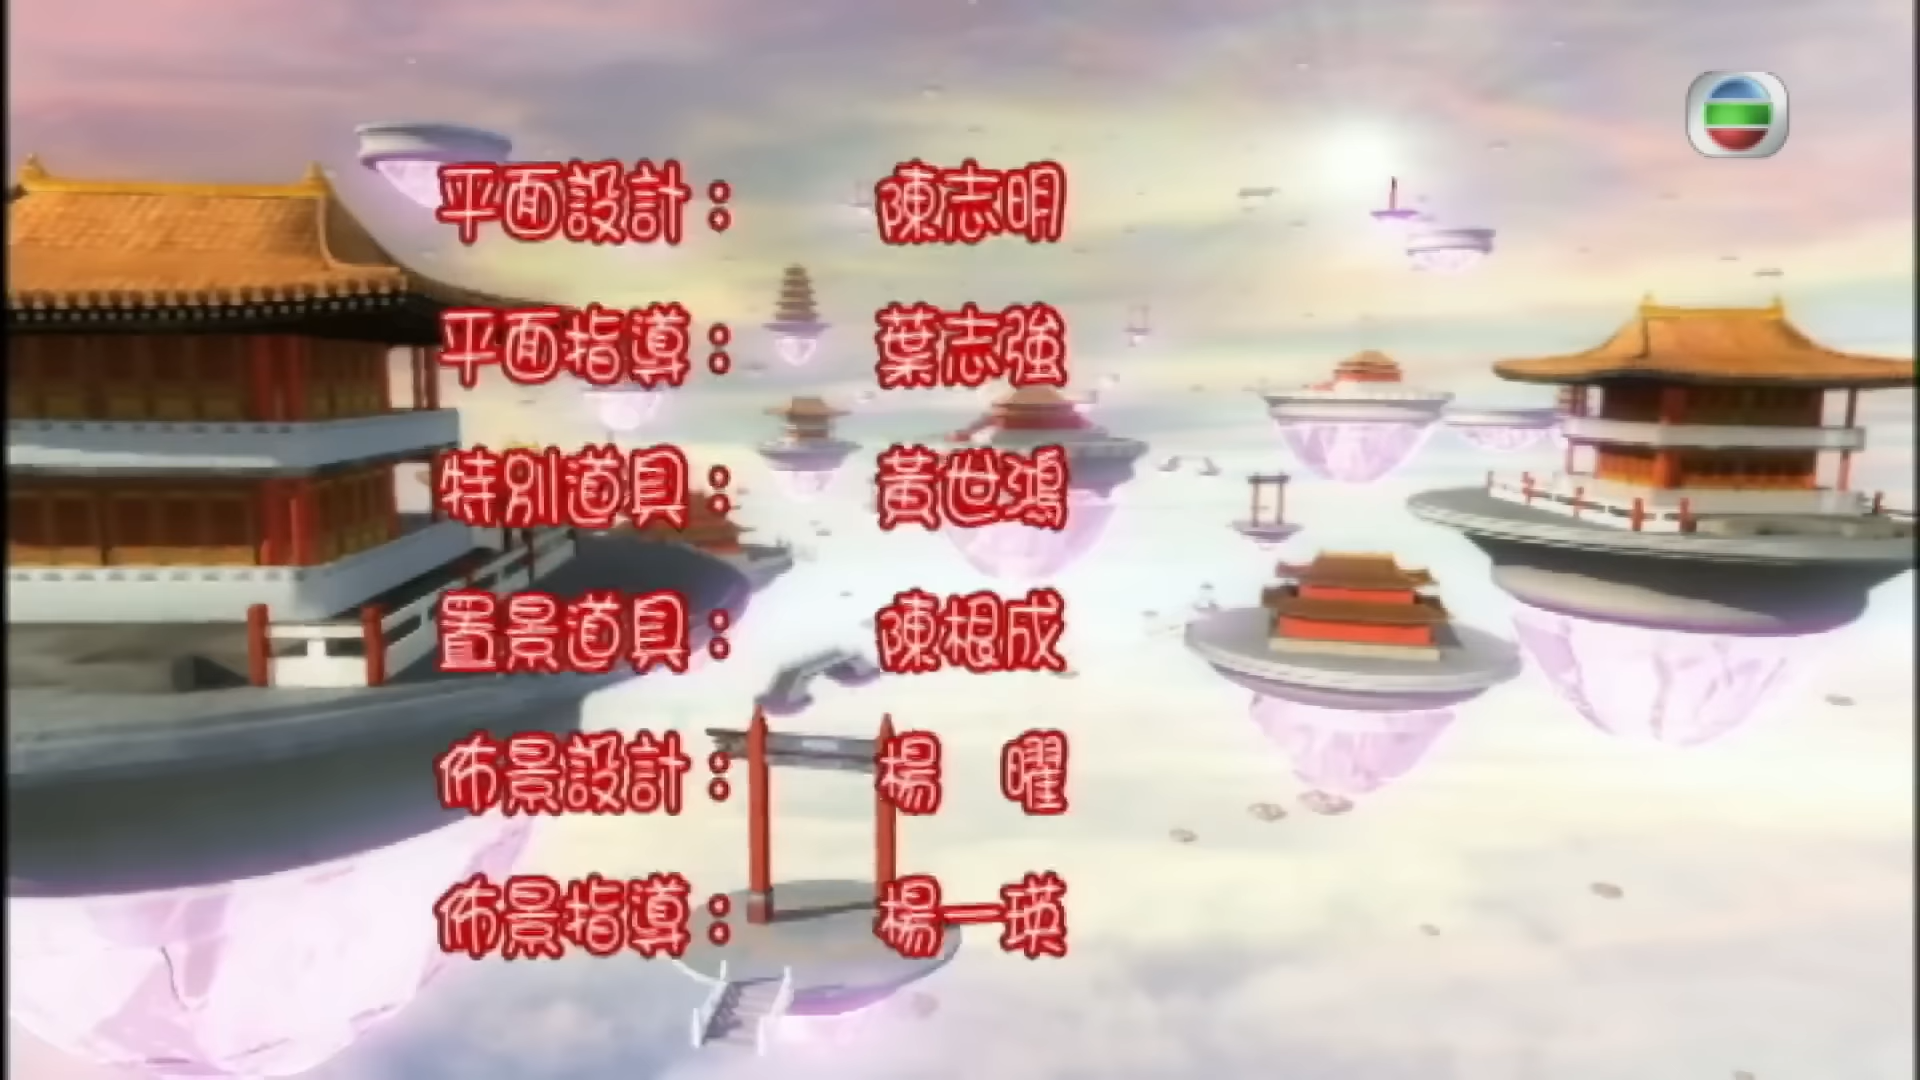 平面設計： 陳志明
平面指導： 葉志強
特別道具： 黃世鴻
置景道具： 陳根成
佈景設計： 楊 曜
佈景指導： 楊一瑛